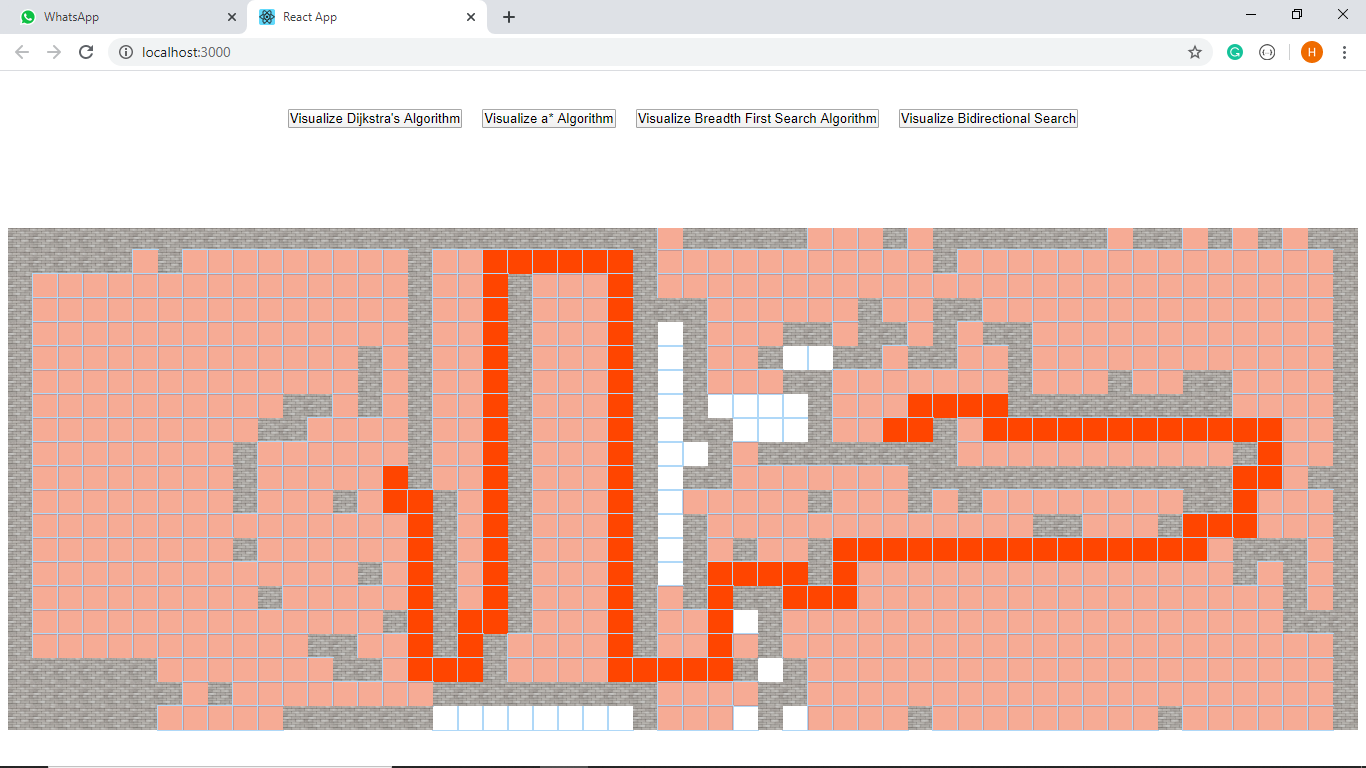 WhatsApp
React App
localhost:3000
H
Visualize Dijkstra's Algorithm
Visualize a* Algorithm
Visualize Breadth First Search Algorithm
Visualize Bidirectional Search